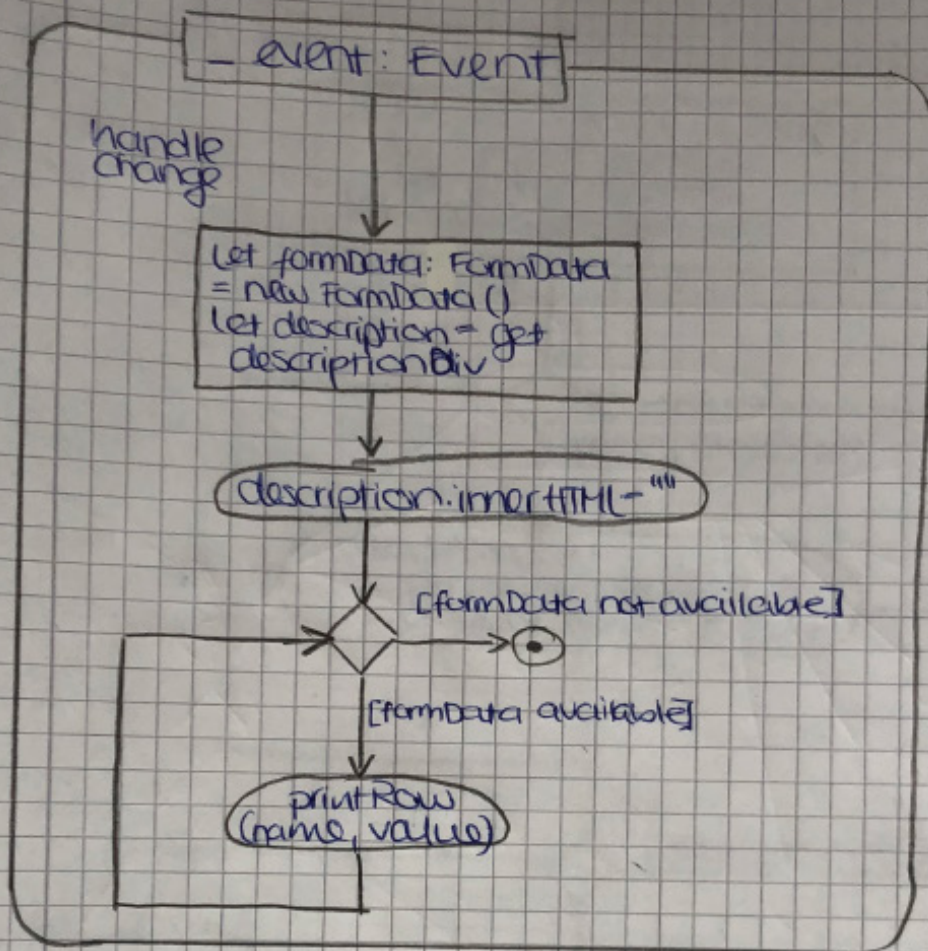 _ event: Event
handle
change
Let formData: FormData
= new FormData()
let description = get
descriptionDiv
description.innerHTML = ""
[formData not available]
[formData available]
printRow
(name, value)